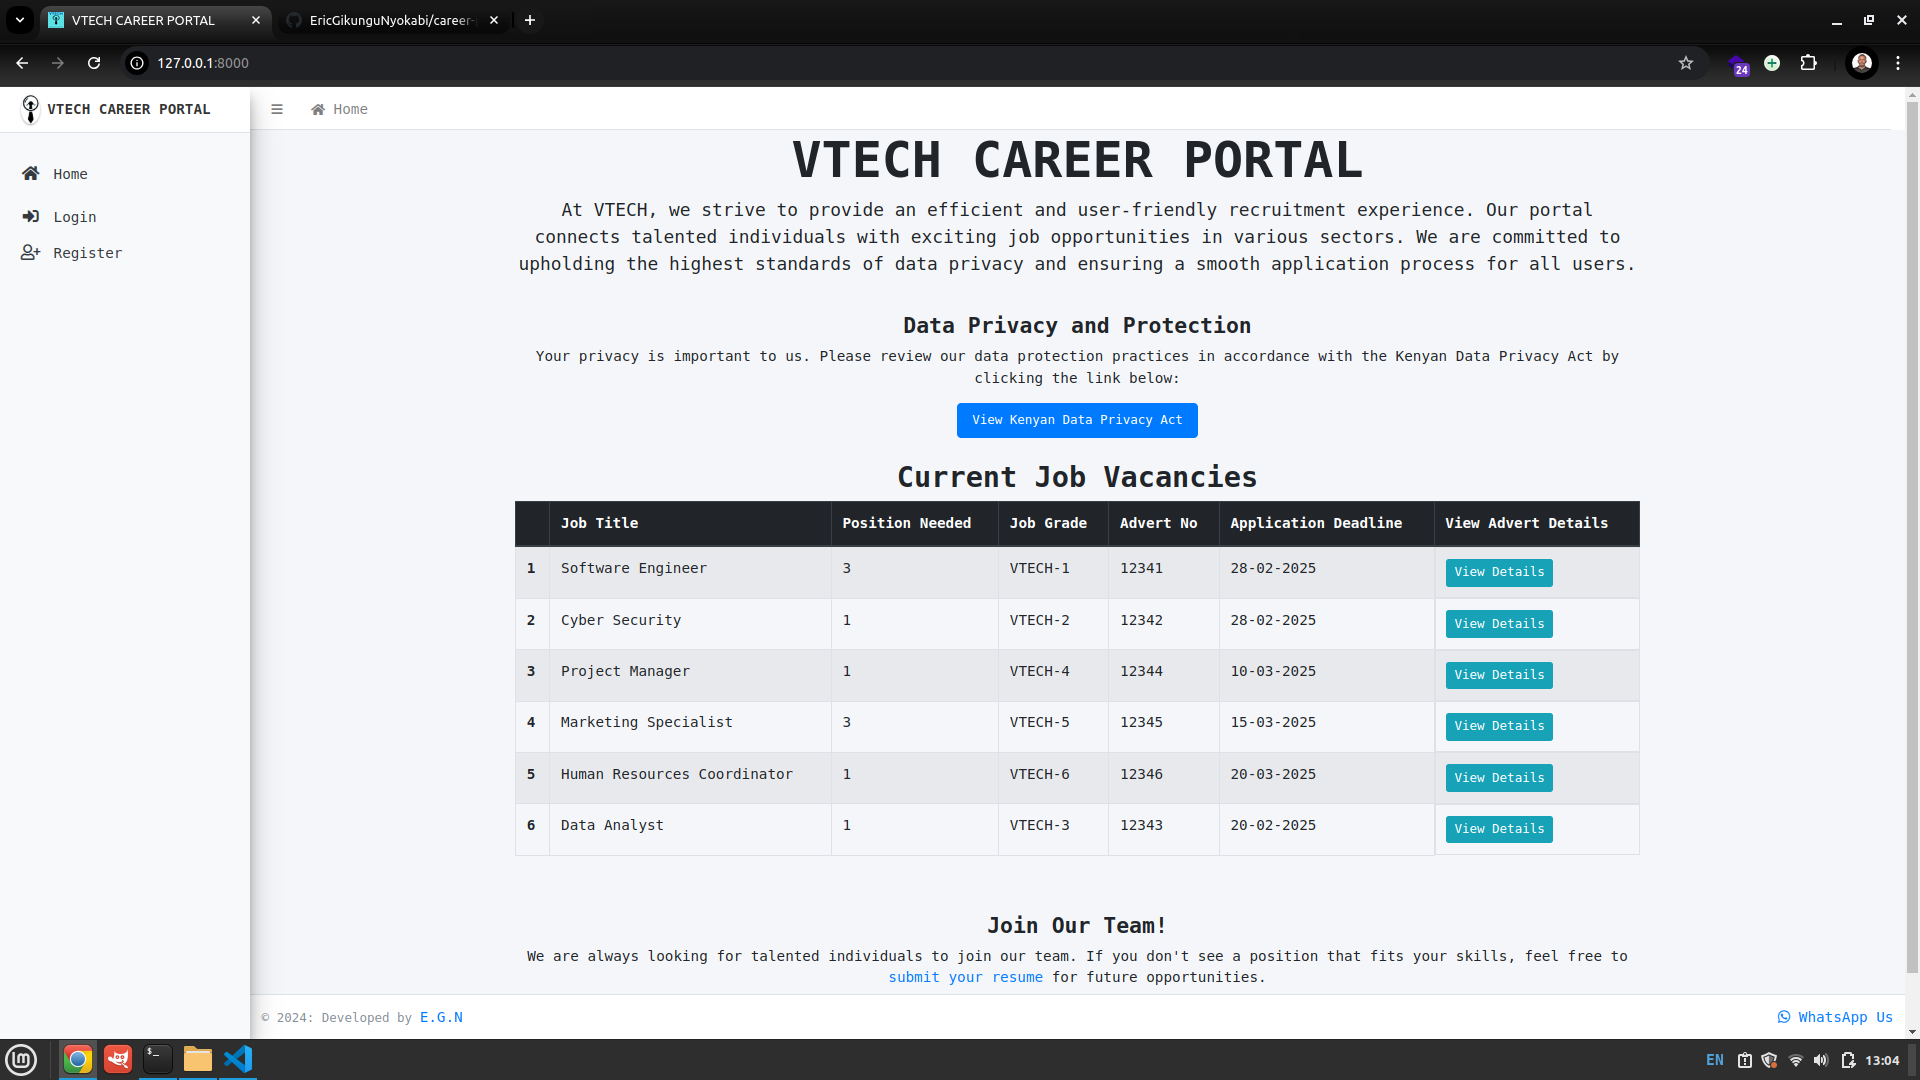 VTECH CAREER PORTAL
EricGikunguNyokabi/career-
127.0.0.1:8000
24
VTECH CAREER PORTAL
Home
Home
Login
Register
VTECH CAREER PORTAL
At VTECH, we strive to provide an efficient and user-friendly recruitment experience. Our portal
connects talented individuals with exciting job opportunities in various sectors. We are committed to
upholding the highest standards of data privacy and ensuring a smooth application process for all users.
Data Privacy and Protection
Your privacy is important to us. Please review our data protection practices in accordance with the Kenyan Data Privacy Act by
clicking the link below:
View Kenyan Data Privacy Act
Current Job Vacancies
Job Title Position Needed Job Grade Advert No Application Deadline View Advert Details
1 Software Engineer 3 VTECH-1 12341 28-02-2025 View Details
2 Cyber Security 1 VTECH-2 12342 28-02-2025 View Details
3 Project Manager 1 VTECH-4 12344 10-03-2025 View Details
4 Marketing Specialist 3 VTECH-5 12345 15-03-2025 View Details
5 Human Resources Coordinator 1 VTECH-6 12346 20-03-2025 View Details
6 Data Analyst 1 VTECH-3 12343 20-02-2025 View Details
Join Our Team!
We are always looking for talented individuals to join our team. If you don't see a position that fits your skills, feel free to
submit your resume for future opportunities.
© 2024: Developed by E.G.N
WhatsApp Us
EN
13:04